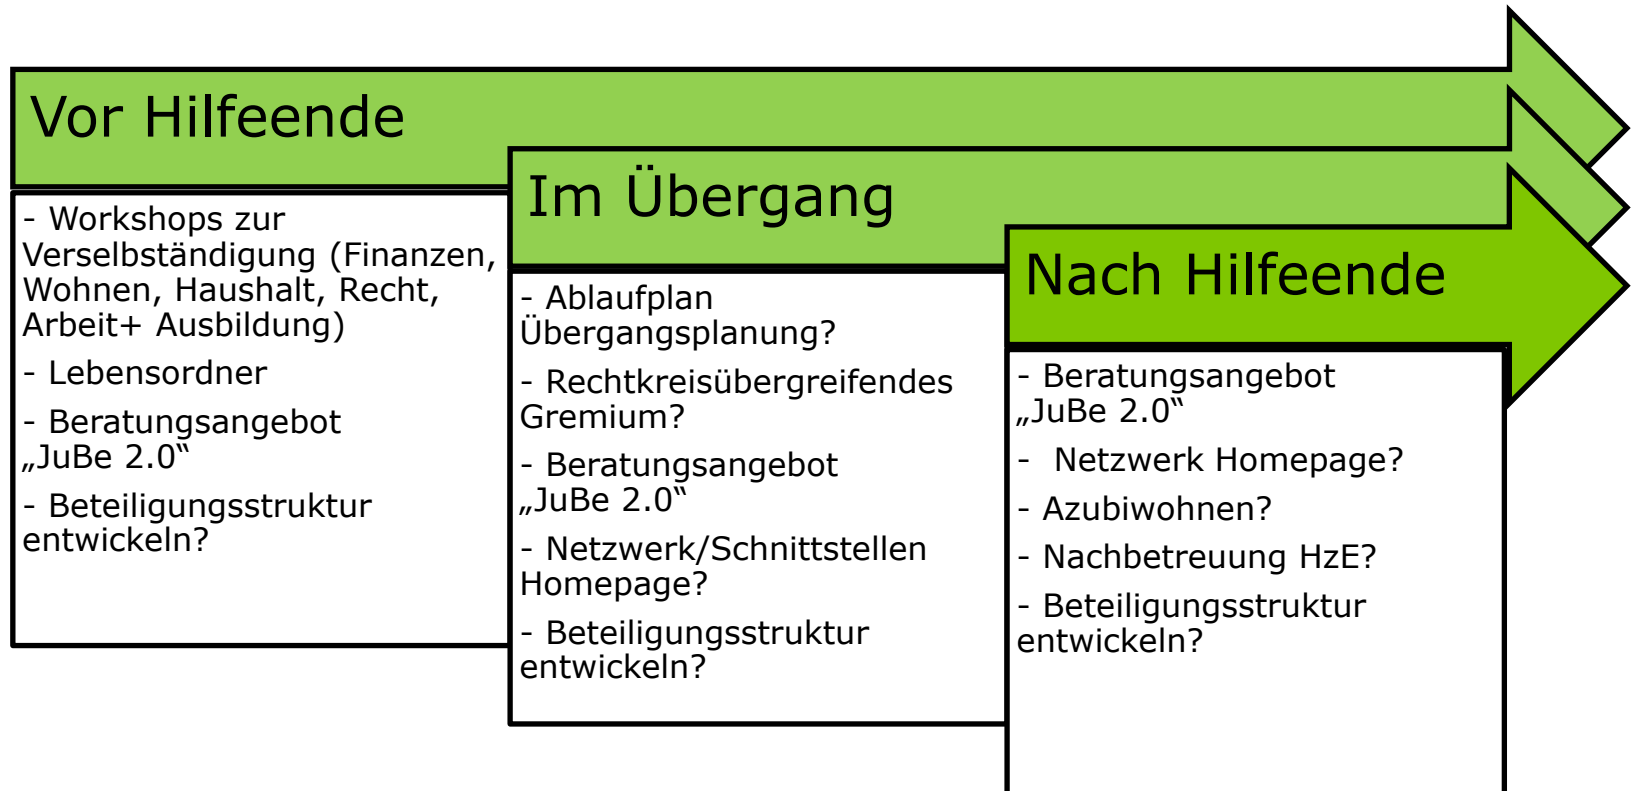 Vor Hilfeende
- Workshops zur
Verselbständigung (Finanzen,
Wohnen, Haushalt, Recht,
Arbeit+ Ausbildung)
- Lebensordner
- Beratungsangebot
„JuBe 2.0“
- Beteiligungsstruktur
entwickeln?
Im Übergang
- Ablaufplan
Übergangsplanung?
- Rechtkreisübergreifendes
Gremium?
- Beratungsangebot
„JuBe 2.0“
- Netzwerk/Schnittstellen
Homepage?
- Beteiligungsstruktur
entwickeln?
Nach Hilfeende
- Beratungsangebot
„JuBe 2.0“
- Netzwerk Homepage?
- Azubiwohnen?
- Nachbetreuung HzE?
- Beteiligungsstruktur
entwickeln?